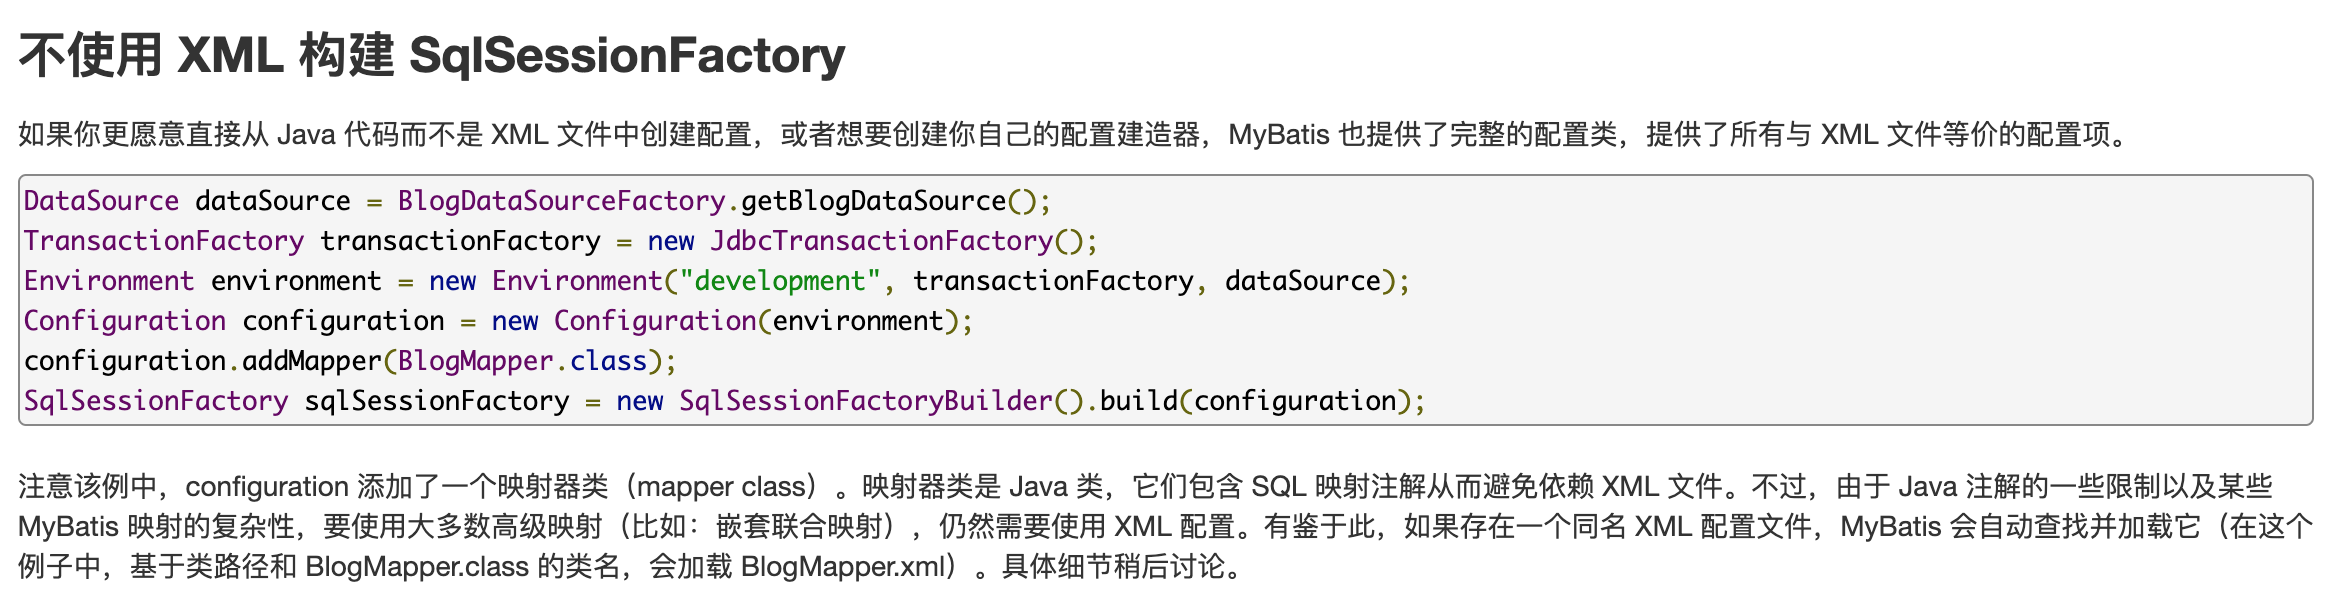 不使用 XML 构建 SqlSessionFactory
如果你更愿意直接从 Java 代码而不是 XML 文件中创建配置，或者想要创建你自己的配置建造器，MyBatis 也提供了完整的配置类，提供了所有与 XML 文件等价的配置项。
DataSource dataSource = BlogDataSourceFactory.getBlogDataSource();
TransactionFactory transactionFactory = new JdbcTransactionFactory();
Environment environment = new Environment("development", transactionFactory, dataSource);
Configuration configuration = new Configuration(environment);
configuration.addMapper(BlogMapper.class);
SqlSessionFactory sqlSessionFactory = new SqlSessionFactoryBuilder().build(configuration);
注意该例中，configuration 添加了一个映射器类（mapper class）。映射器类是 Java 类，它们包含 SQL 映射注解从而避免依赖 XML 文件。不过，由于 Java 注解的一些限制以及某些
MyBatis 映射的复杂性，要使用大多数高级映射（比如：嵌套联合映射），仍然需要使用 XML 配置。有鉴于此，如果存在一个同名 XML 配置文件，MyBatis 会自动查找并加载它（在这个
例子中，基于类路径和 BlogMapper.class 的类名，会加载 BlogMapper.xml）。具体细节稍后讨论。